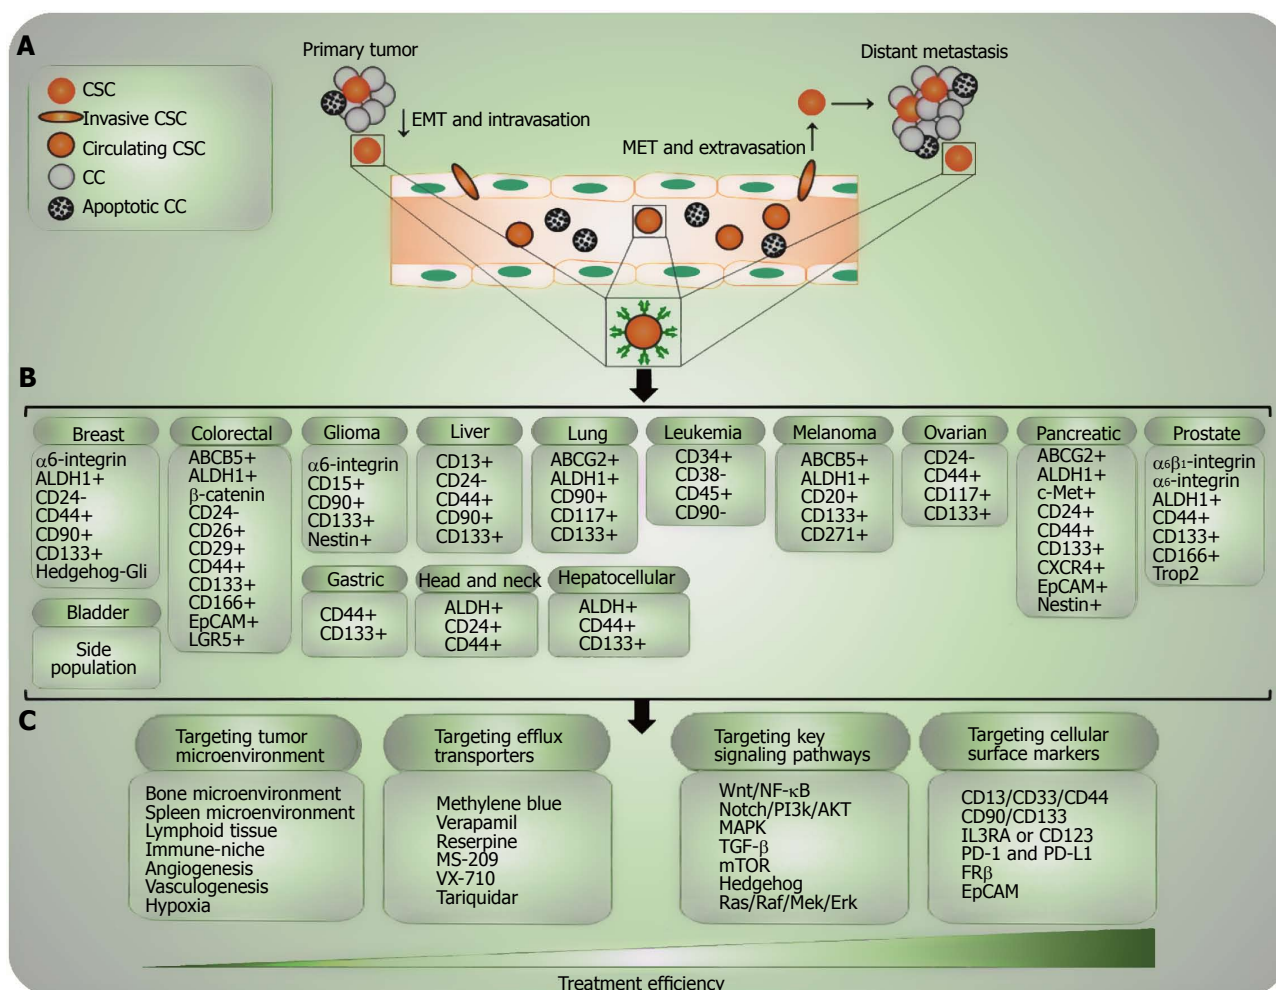 A
Primary tumor
Distant metastasis
CSC
Invasive CSC
Circulating CSC
CC
Apoptotic CC
EMT and intravasation
MET and extravasation
B
Breast
α6-integrin
ALDH1+
CD24-
CD44+
CD90+
CD133+
Hedgehog-Gli
Bladder
Side
population
Colorectal
ABCB5+
ALDH1+
β-catenin
CD24-
CD26+
CD29+
CD44+
CD133+
CD166+
EpCAM+
LGR5+
Glioma
α6-integrin
CD15+
CD90+
CD133+
Nestin+
Gastric
CD44+
CD133+
Liver
CD13+
CD24-
CD44+
CD90+
CD133+
Head and neck
ALDH+
CD24+
CD44+
Lung
ABCG2+
ALDH1+
CD90+
CD117+
CD133+
Hepatocellular
ALDH+
CD44+
CD133+
Leukemia
CD34+
CD38-
CD45+
CD90-
Melanoma
ABCB5+
ALDH1+
CD20+
CD133+
CD271+
Ovarian
CD24-
CD44+
CD117+
CD133+
Pancreatic
ABCG2+
ALDH1+
c-Met+
CD24+
CD44+
CD133+
CXCR4+
EpCAM+
Nestin+
Prostate
α6β1-integrin
α6-integrin
ALDH1+
CD44+
CD133+
CD166+
Trop2
C
Targeting tumor
microenvironment
Bone microenvironment
Spleen microenvironment
Lymphoid tissue
Immune-niche
Angiogenesis
Vasculogenesis
Hypoxia
Targeting efflux
transporters
Methylene blue
Verapamil
Reserpine
MS-209
VX-710
Tariquidar
Targeting key
signaling pathways
Wnt/NF-κB
Notch/PI3k/AKT
MAPK
TGF-β
mTOR
Hedgehog
Ras/Raf/Mek/Erk
Targeting cellular
surface markers
CD13/CD33/CD44
CD90/CD133
IL3RA or CD123
PD-1 and PD-L1
FRβ
EpCAM
Treatment efficiency